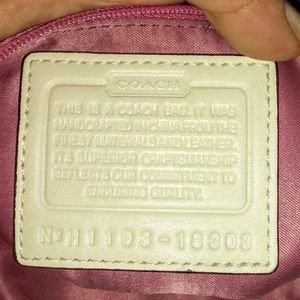 COACH
THIS IS A COACH BAG. IT WAS
HANDCRAFTED IN CHINA FROM THE
FINEST MATERIALS AND LEATHER.
ITS SUPERIOR CRAFTSMANSHIP
REFLECTS OUR COMMITMENT TO
ENDURING QUALITY.
Nº H1193-18808